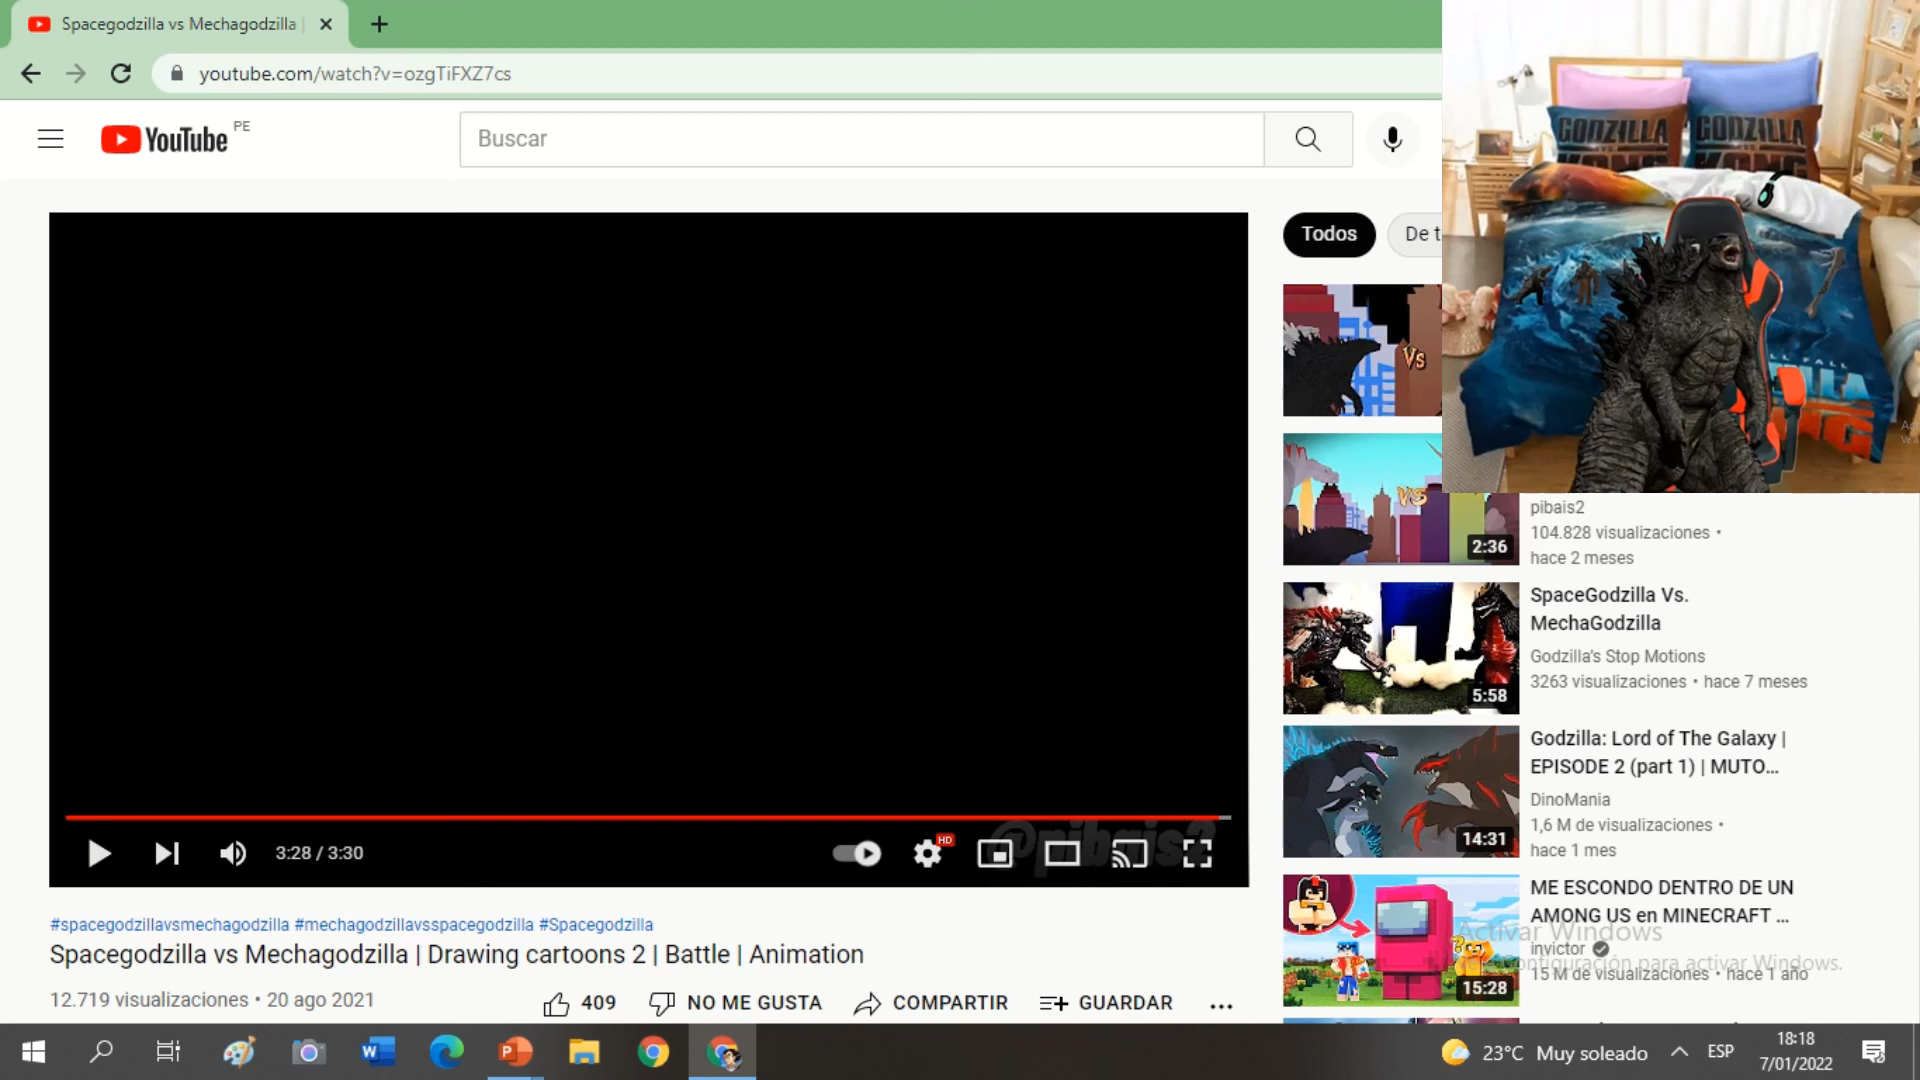 Spacegodzilla vs Mechagodzilla |
youtube.com/watch?v=ozgTiFXZ7cs
YouTube PE
Buscar
GODZILLA GODZILLA
KONG KONG
Todos
De t
Vs
VS
2:36
pibais2
104.828 visualizaciones •
hace 2 meses
5:58
SpaceGodzilla Vs.
MechaGodzilla
Godzilla's Stop Motions
3263 visualizaciones • hace 7 meses
14:31
Godzilla: Lord of The Galaxy |
EPISODE 2 (part 1) | MUTO...
DinoMania
1,6 M de visualizaciones •
hace 1 mes
15:28
ME ESCONDO DENTRO DE UN
AMONG US en MINECRAFT ...
invictor
15 M de visualizaciones • hace 1 año
Activar Windows
configuración para activar Windows.
3:28 / 3:30
HD
@pibais2
#spacegodzillavsmechagodzilla #mechagodzillavsspacegodzilla #Spacegodzilla
Spacegodzilla vs Mechagodzilla | Drawing cartoons 2 | Battle | Animation
12.719 visualizaciones • 20 ago 2021
409 NO ME GUSTA COMPARTIR GUARDAR ...
23°C Muy soleado
ESP
18:18
7/01/2022